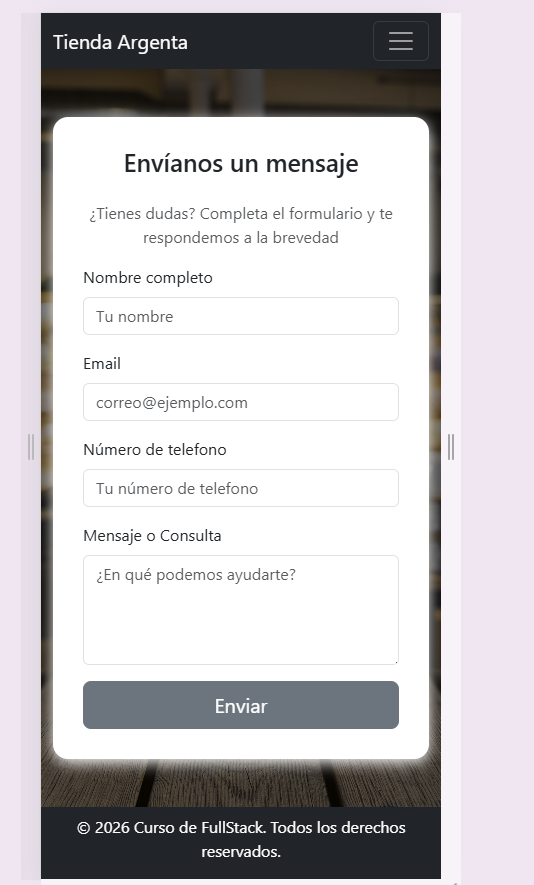 Tienda Argenta
Envíanos un mensaje
¿Tienes dudas? Completa el formulario y te
respondemos a la brevedad
Nombre completo
Tu nombre
Email
correo@ejemplo.com
Número de telefono
Tu número de telefono
Mensaje o Consulta
¿En qué podemos ayudarte?
Enviar
© 2026 Curso de FullStack. Todos los derechos
reservados.